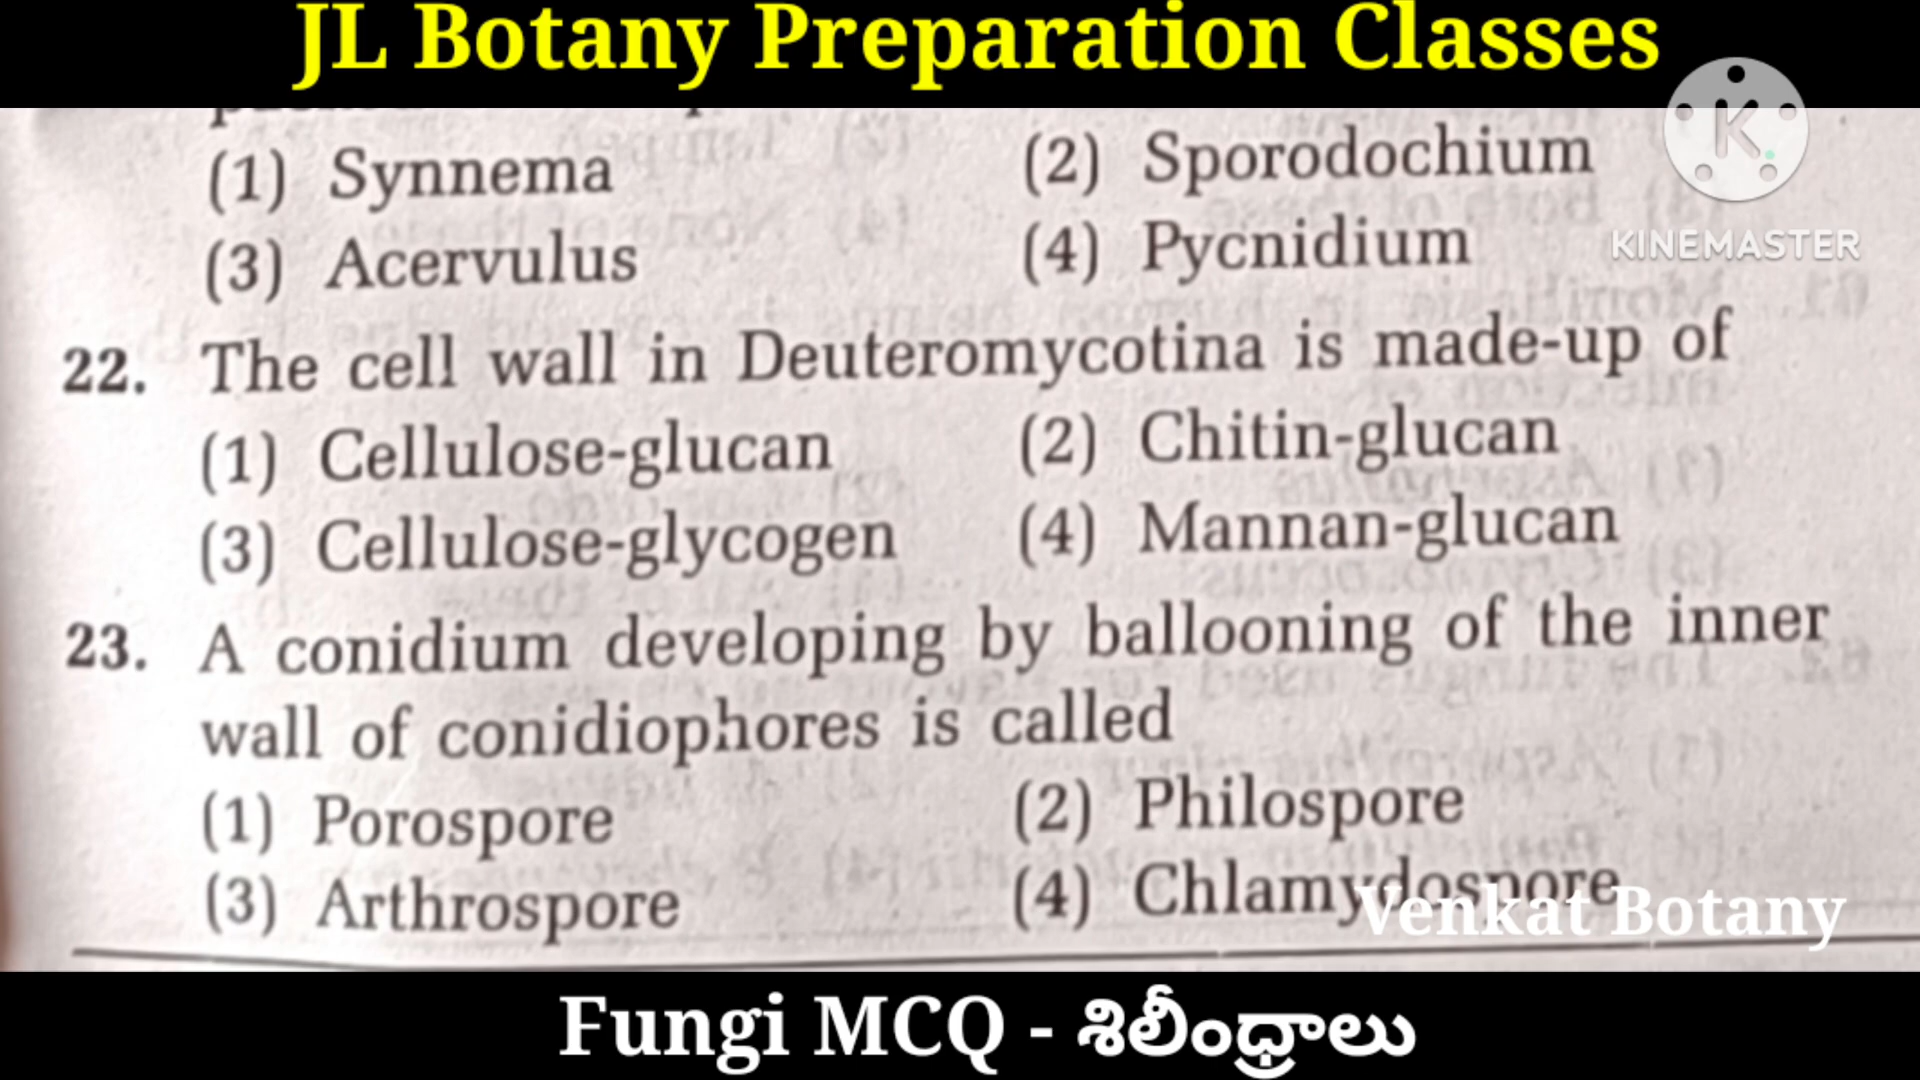 JL Botany Preparation Classes
(1) Synnema (2) Sporodochium
(3) Acervulus (4) Pycnidium
KINEMASTER
22. The cell wall in Deuteromycotina is made-up of
(1) Cellulose-glucan (2) Chitin-glucan
(3) Cellulose-glycogen (4) Mannan-glucan
23. A conidium developing by ballooning of the inner
wall of conidiophores is called
(1) Porospore (2) Philospore
(3) Arthrospore (4) Chlamydospore
Venkat Botany
Fungi MCQ - శిలీంధ్రాలు